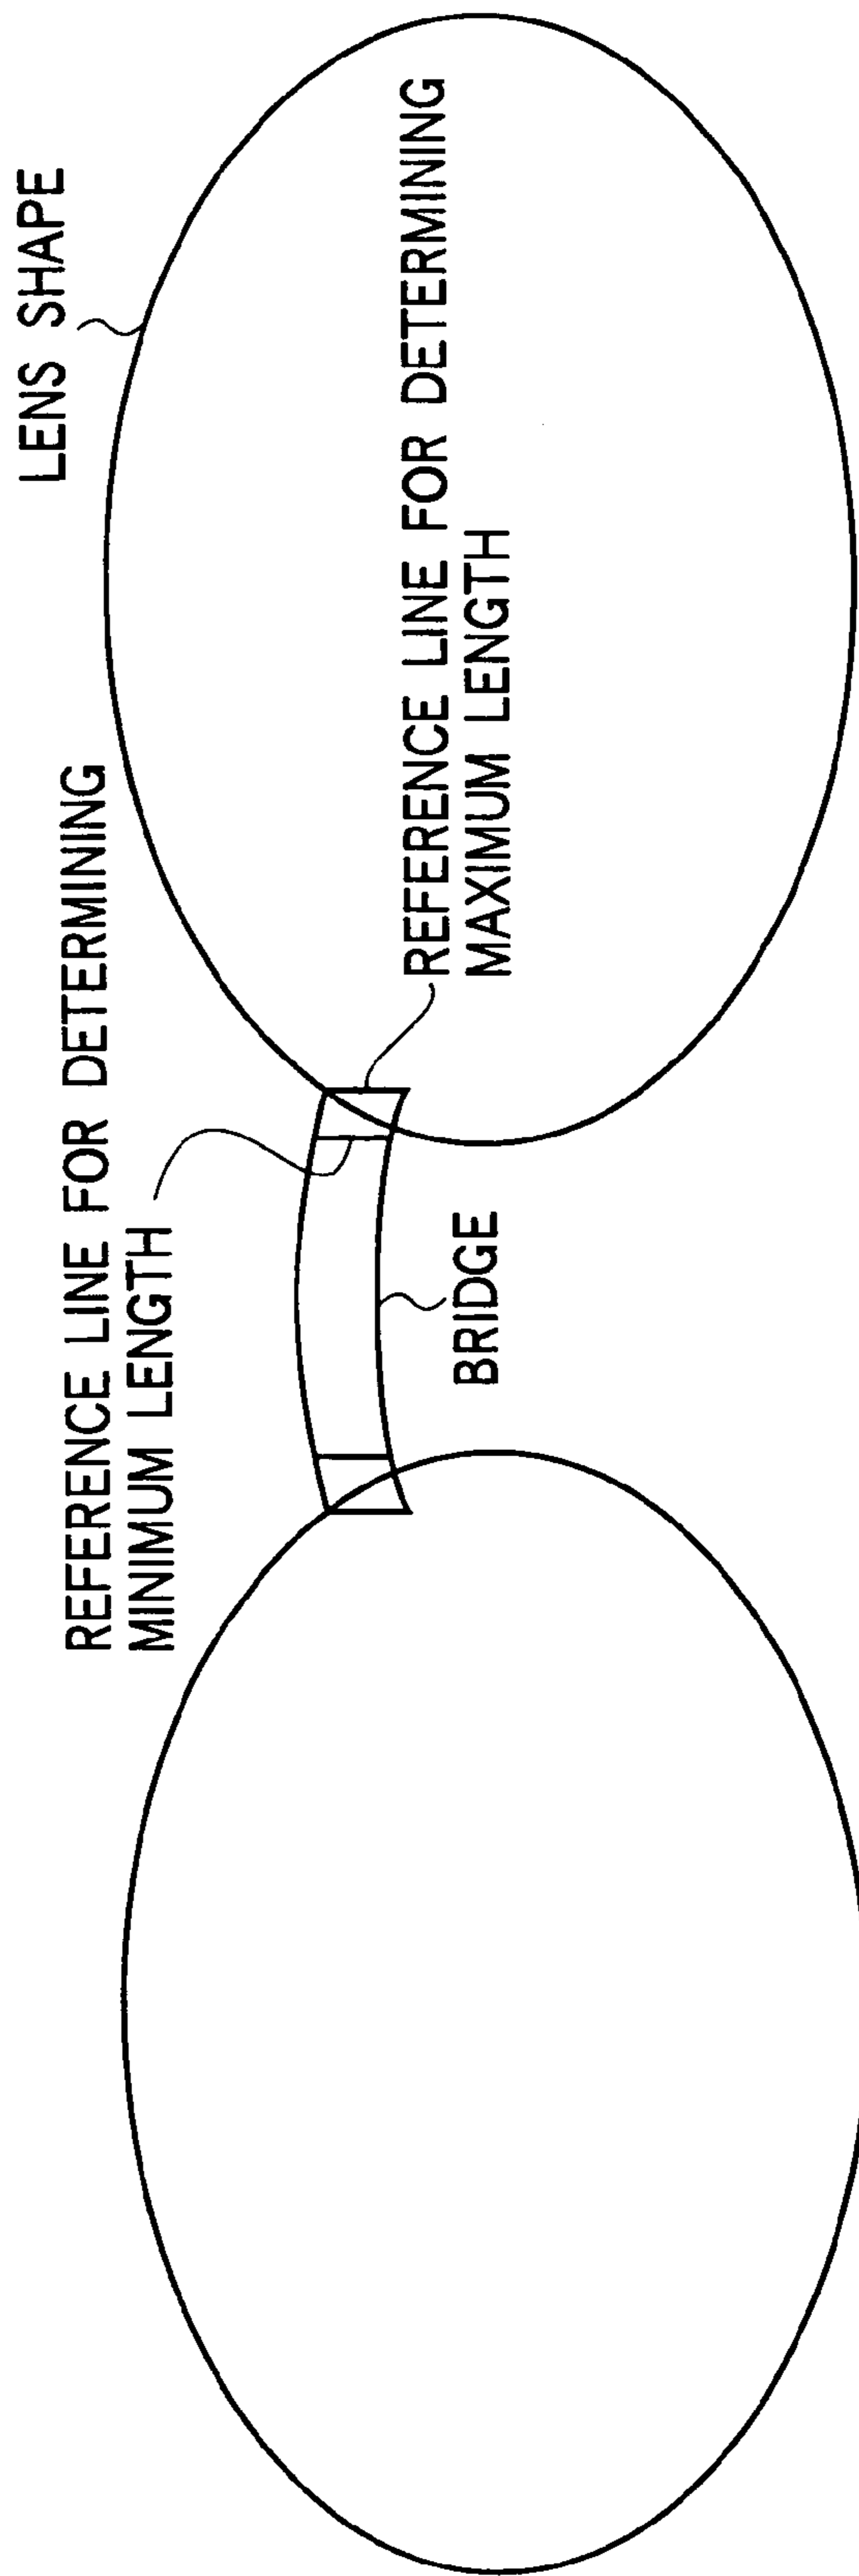 LENS SHAPE
REFERENCE LINE FOR DETERMINING
MINIMUM LENGTH
REFERENCE LINE FOR DETERMINING
MAXIMUM LENGTH
BRIDGE